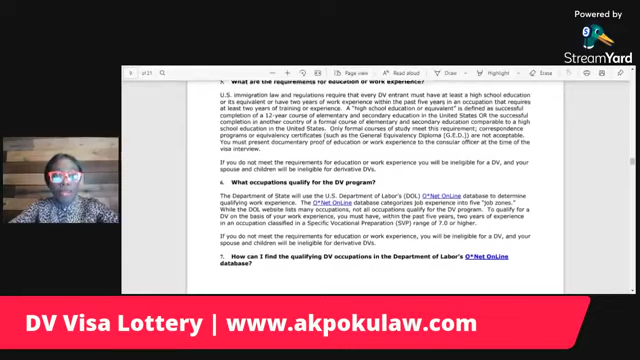 Powered by
StreamYard
of 21
Page view
Read aloud
Draw
Highlight
Erase
5. What are the requirements for education or work experience?
U.S. immigration law and regulations require that every DV entrant must have at least a high school education
or its equivalent or have two years of work experience within the past five years in an occupation that requires
at least two years of training or experience. A "high school education or equivalent" is defined as successful
completion of a 12-year course of elementary and secondary education in the United States OR the successful
completion in another country of a formal course of elementary and secondary education comparable to a
high school education in the United States. Only formal courses of study meet this requirement; correspondence
programs or equivalency certificates (such as the General Equivalency Diploma [G.E.D.]) are not acceptable.
You must present documentary proof of education or work experience to the consular officer at the time of the
visa interview.
If you do not meet the requirements for education or work experience you will be ineligible for a DV, and your
spouse and children will be ineligible for derivative DVs.
6. What occupations qualify for the DV program?
The Department of State will use the U.S. Department of Labor's (DOL) O*Net OnLine database to determine
qualifying work experience. The O*Net OnLine database categorizes job experience into five "job zones."
While the DOL website lists many occupations, not all occupations qualify for the DV program. To qualify for a
DV on the basis of your work experience, you must have, within the past five years, two years of experience
in an occupation classified in a Specific Vocational Preparation (SVP) range of 7.0 or higher.
If you do not meet the requirements for education or work experience, you will be ineligible for a DV, and your
spouse and children will be ineligible for derivative DVs.
7. How can I find the qualifying DV occupations in the Department of Labor's O*Net OnLine
database?
DV Visa Lottery | www.akpokulaw.com